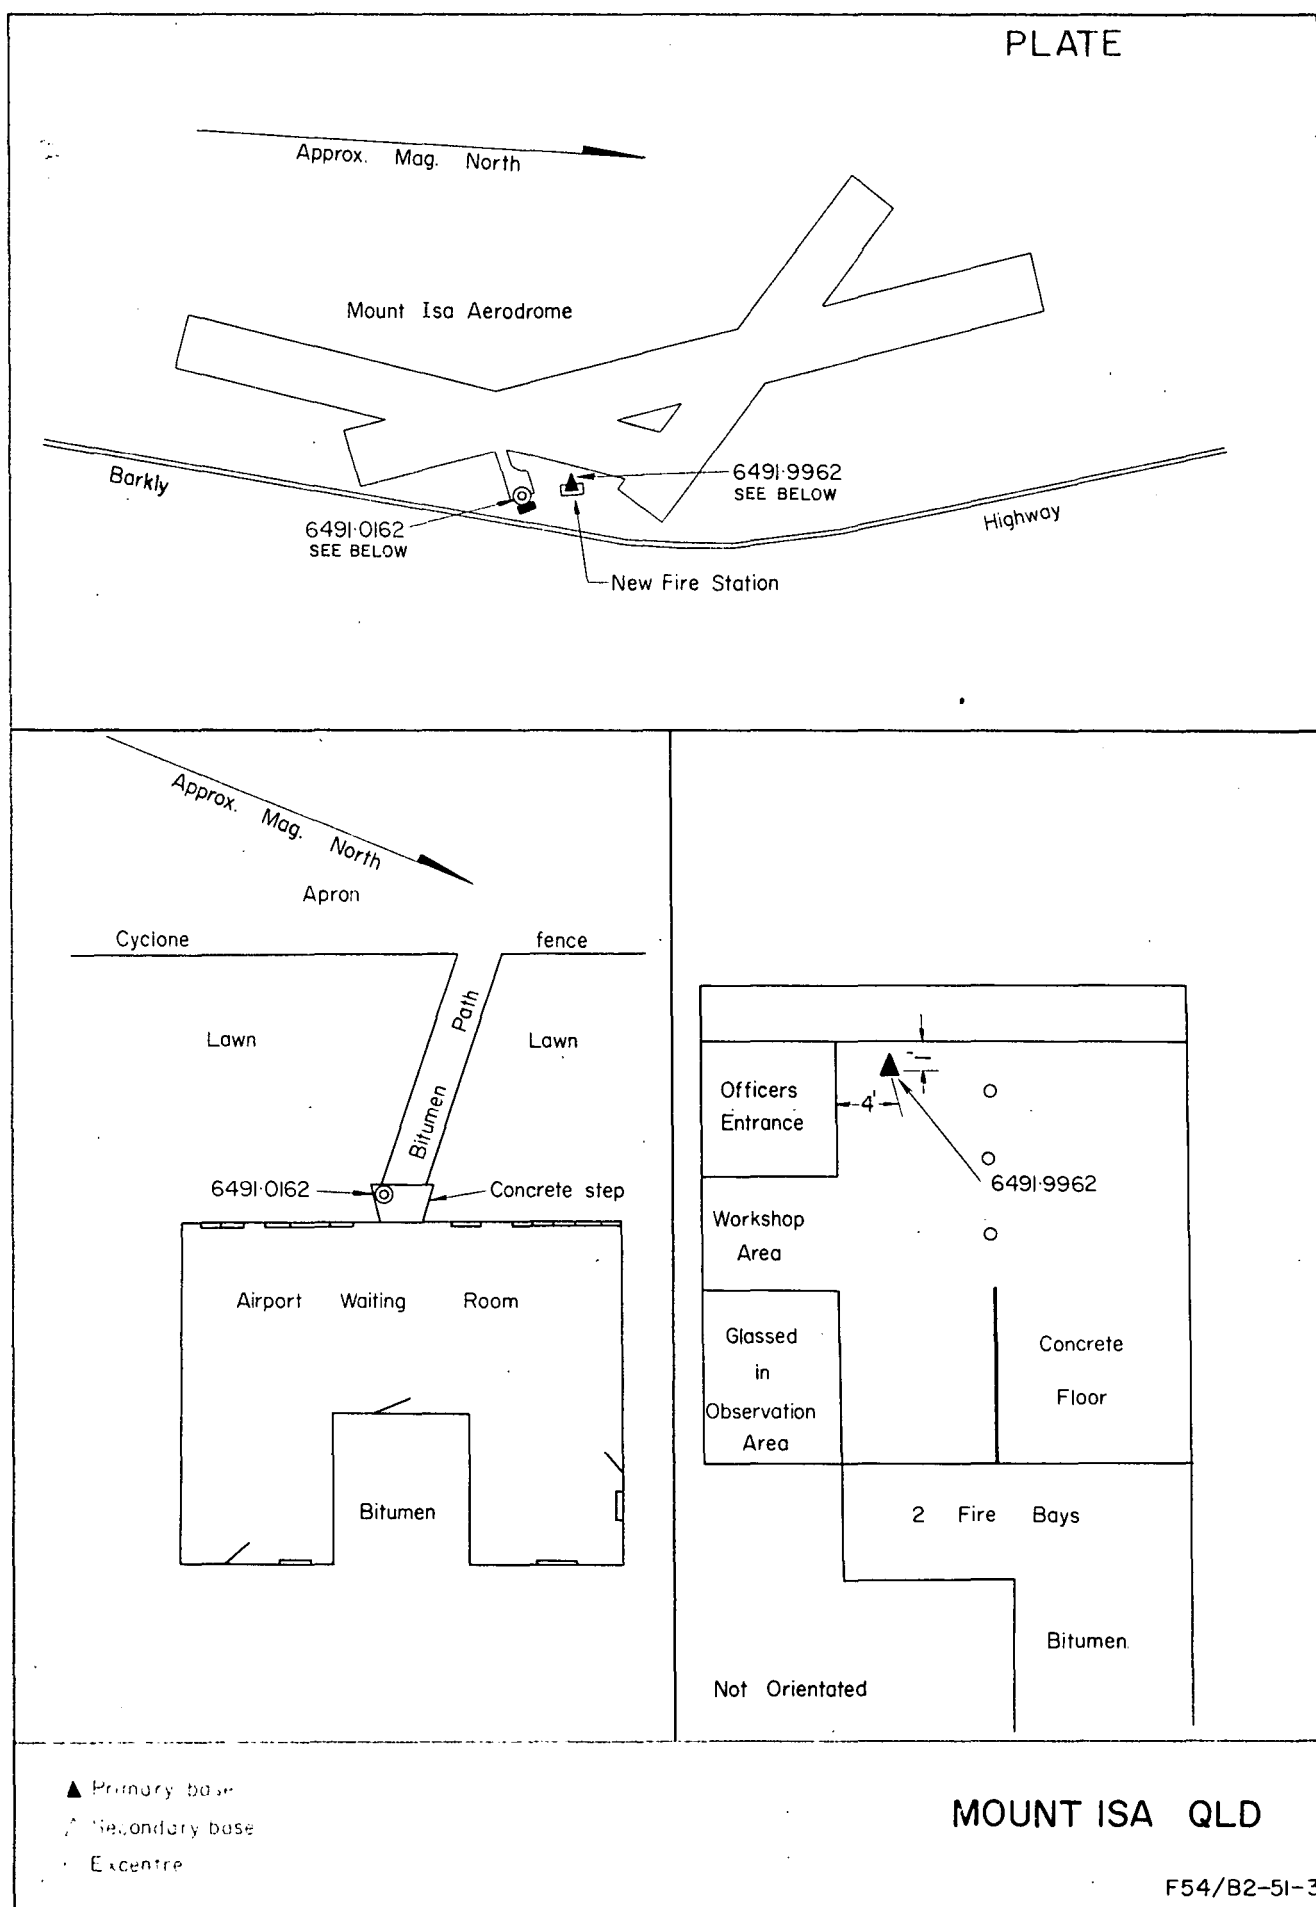 PLATE
Approx. Mag. North
Mount Isa Aerodrome
Barkly
6491·9962
SEE BELOW
6491·0162
SEE BELOW
Highway
New Fire Station
Approx. Mag. North
Apron
Cyclone fence
Lawn
Bitumen Path
Lawn
6491·0162
Concrete step
Airport Waiting Room
Bitumen
Officers
Entrance
1'
4'
6491·9962
Workshop
Area
Glassed
in
Observation
Area
Concrete
Floor
2 Fire Bays
Bitumen
Not Orientated
Primary base
Secondary base
Excentre
MOUNT ISA QLD
F54/B2-51-3